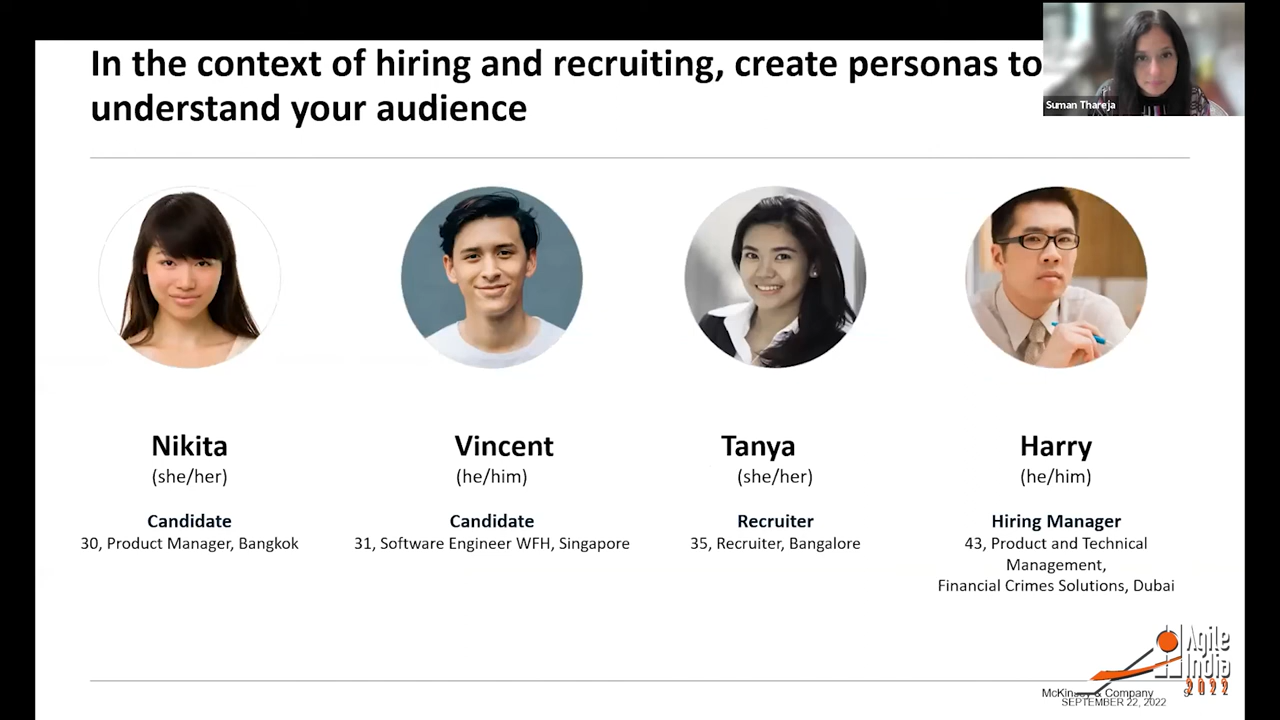 In the context of hiring and recruiting, create personas to
understand your audience
Suman Thareja
Nikita
(she/her)
Candidate
30, Product Manager, Bangkok
Vincent
(he/him)
Candidate
31, Software Engineer WFH, Singapore
Tanya
(she/her)
Recruiter
35, Recruiter, Bangalore
Harry
(he/him)
Hiring Manager
43, Product and Technical
Management,
Financial Crimes Solutions, Dubai
Agile
India
2022
McKinsey & Company
9
SEPTEMBER 22, 2022